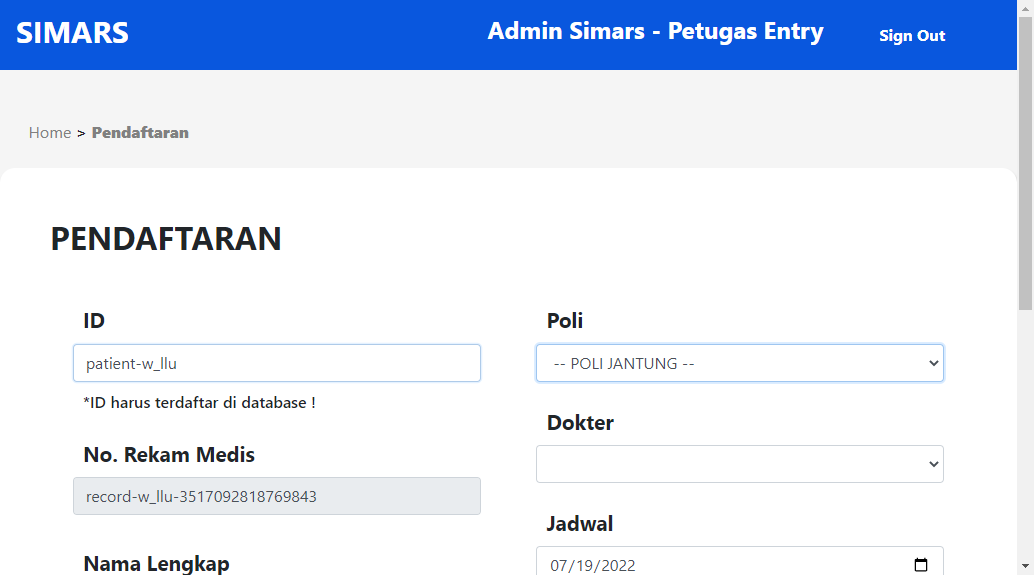 SIMARS
Admin Simars - Petugas Entry
Sign Out
Home > Pendaftaran
PENDAFTARAN
ID
patient-w_llu
*ID harus terdaftar di database !
No. Rekam Medis
record-w_llu-3517092818769843
Nama Lengkap
Poli
-- POLI JANTUNG --
Dokter
Jadwal
07/19/2022